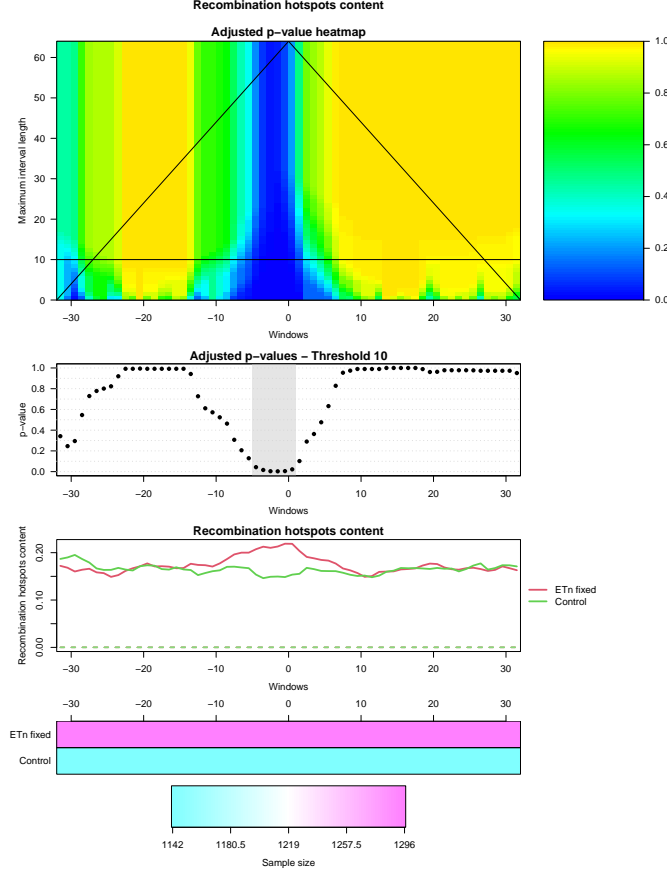 Recombination hotspots content
Adjusted p−value heatmap
Maximum interval length
0 10 20 30 40 50 60
−30 −20 −10 0 10 20 30
Windows
0.0 0.2 0.4 0.6 0.8 1.0
Adjusted p−values − Threshold 10
p−value
0.0 0.2 0.4 0.6 0.8 1.0
−30 −20 −10 0 10 20 30
Windows
Recombination hotspots content
Recombination hotspots content
0.00 0.10 0.20
−30 −20 −10 0 10 20 30
Windows
ETn fixed
Control
−30 −20 −10 0 10 20 30
ETn fixed
Control
1142 1180.5 1219 1257.5 1296
Sample size